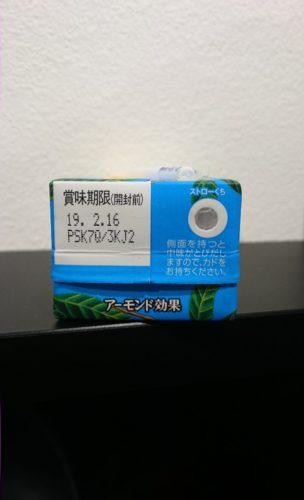 賞味期限(開封前)
19. 2.16
PSK7Q/3KJ2
ストローくち
側面を持つと
中味がとびだし
ますので、カドを
お持ちください。
アーモンド効果